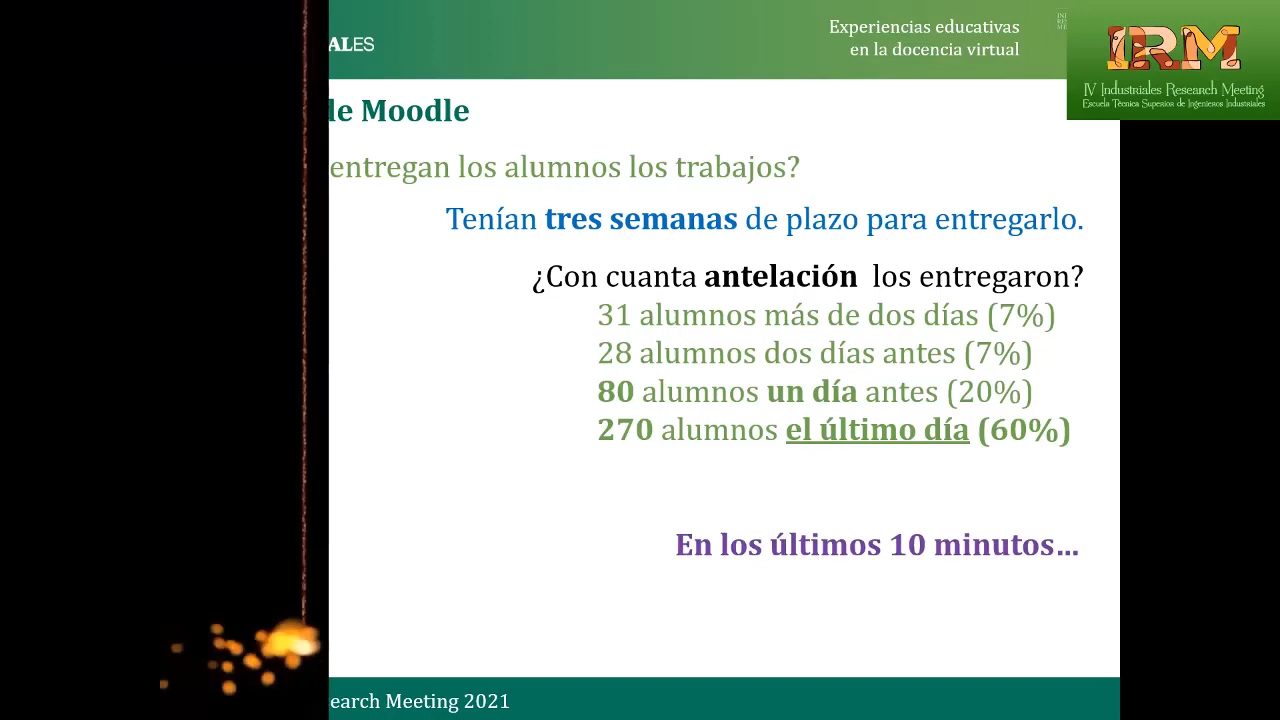 ALES
Experiencias educativas
en la docencia virtual
IRM
IV Industriales Research Meeting
Escuela Técnica Superior de Ingenieros Industriales
de Moodle
entregan los alumnos los trabajos?
Tenían tres semanas de plazo para entregarlo.
¿Con cuanta antelación los entregaron?
31 alumnos más de dos días (7%)
28 alumnos dos días antes (7%)
80 alumnos un día antes (20%)
270 alumnos el último día (60%)
En los últimos 10 minutos...
earch Meeting 2021